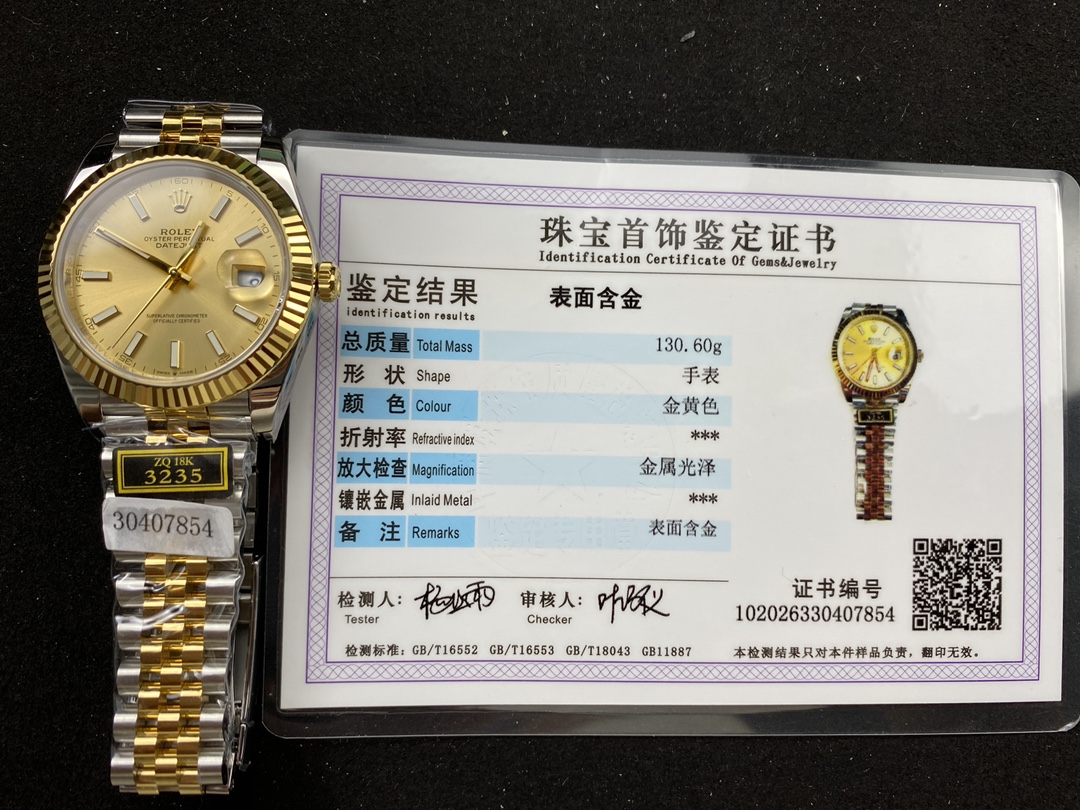 ROLEX
OYSTER PERPETUAL
DATEJUST
SUPERLATIVE CHRONOMETER
OFFICIALLY CERTIFIED
SWISS MADE
ZQ 18K
3235
30407854
珠宝首饰鉴定证书
Identification Certificate Of Gems&Jewelry
鉴定结果 表面含金
identification results
总质量 Total Mass 130.60g
形 状 Shape 手表
颜 色 Colour 金黄色
折射率 Refractive index ***
放大检查 Magnification 金属光泽
镶嵌金属 Inlaid Metal ***
备 注 Remarks 表面含金
检测人: 审核人:
Tester Checker
证书编号
102026330407854
检测标准: GB/T16552 GB/T16553 GB/T18043 GB11887 本检测结果只对本件样品负责，翻印无效。
3235